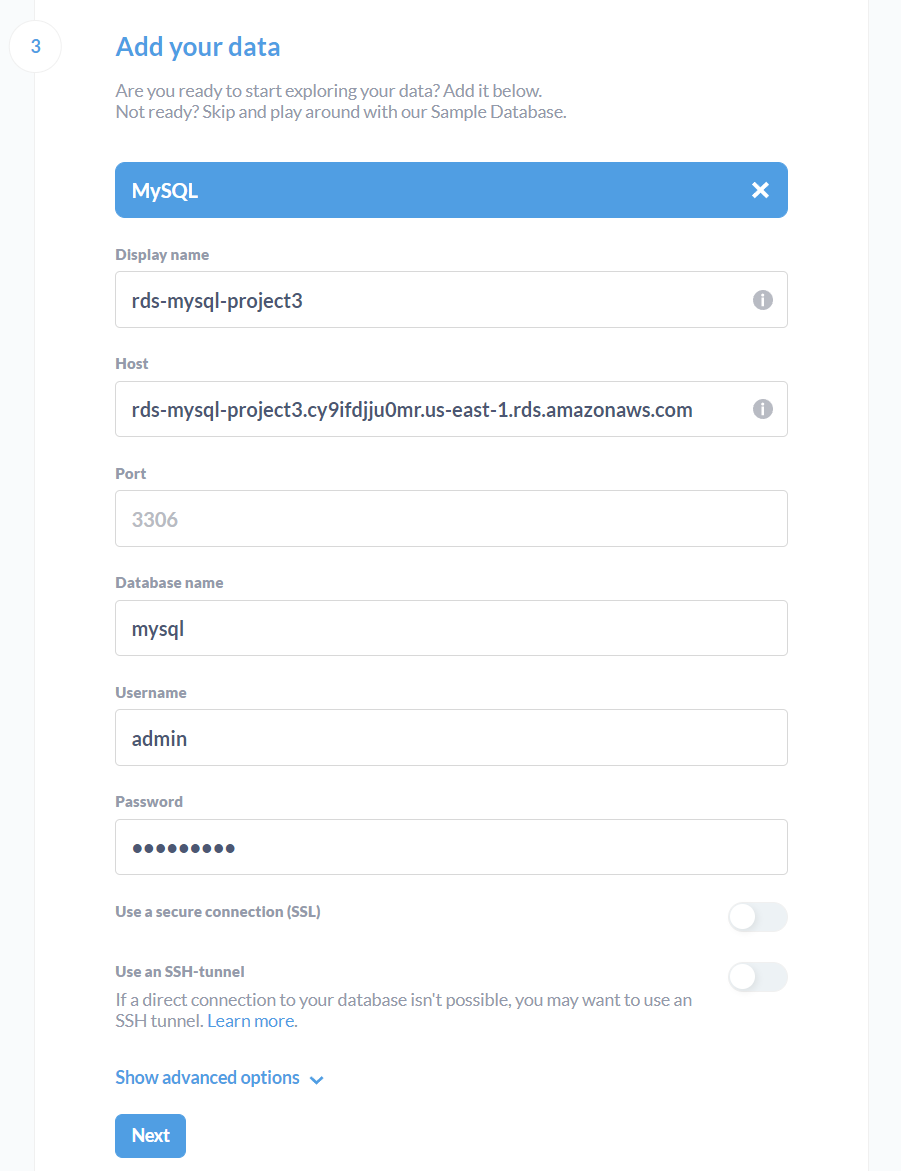 3
Add your data
Are you ready to start exploring your data? Add it below.
Not ready? Skip and play around with our Sample Database.
MySQL
Display name
rds-mysql-project3
Host
rds-mysql-project3.cy9ifdjju0mr.us-east-1.rds.amazonaws.com
Port
3306
Database name
mysql
Username
admin
Password
•••••••••
Use a secure connection (SSL)
Use an SSH-tunnel
If a direct connection to your database isn't possible, you may want to use an
SSH tunnel. Learn more.
Show advanced options
Next